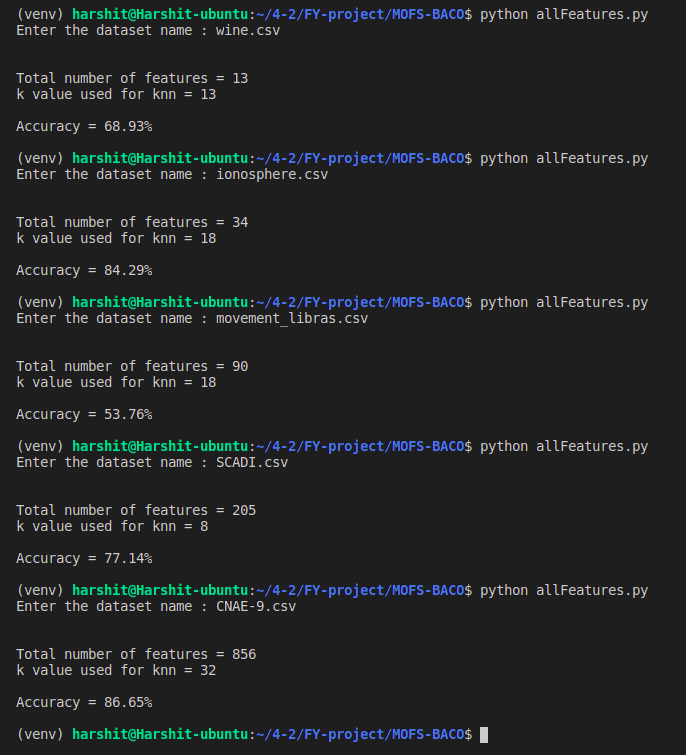 (venv) harshit@Harshit-ubuntu:~/4-2/FY-project/MOFS-BACO$ python allFeatures.py
Enter the dataset name : wine.csv
Total number of features = 13
k value used for knn = 13
Accuracy = 68.93%
(venv) harshit@Harshit-ubuntu:~/4-2/FY-project/MOFS-BACO$ python allFeatures.py
Enter the dataset name : ionosphere.csv
Total number of features = 34
k value used for knn = 18
Accuracy = 84.29%
(venv) harshit@Harshit-ubuntu:~/4-2/FY-project/MOFS-BACO$ python allFeatures.py
Enter the dataset name : movement_libras.csv
Total number of features = 90
k value used for knn = 18
Accuracy = 53.76%
(venv) harshit@Harshit-ubuntu:~/4-2/FY-project/MOFS-BACO$ python allFeatures.py
Enter the dataset name : SCADI.csv
Total number of features = 205
k value used for knn = 8
Accuracy = 77.14%
(venv) harshit@Harshit-ubuntu:~/4-2/FY-project/MOFS-BACO$ python allFeatures.py
Enter the dataset name : CNAE-9.csv
Total number of features = 856
k value used for knn = 32
Accuracy = 86.65%
(venv) harshit@Harshit-ubuntu:~/4-2/FY-project/MOFS-BACO$